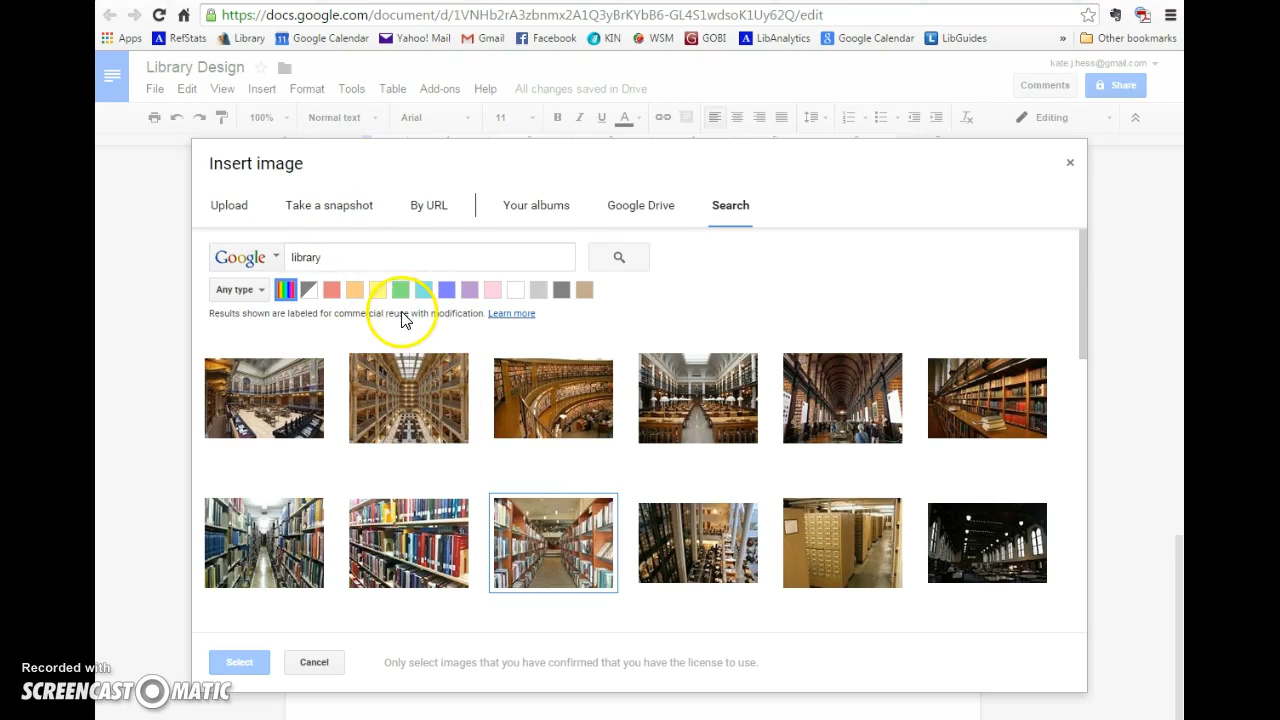 https://docs.google.com/document/d/1VNHb2rA3zbnmx2A1Q3yBrKYbB6-GL4S1wdsoK1Uy62Q/edit
Apps RefStats Library Google Calendar Yahoo! Mail Gmail Facebook KIN WSM GOBI LibAnalytics Google Calendar LibGuides » Other bookmarks
Library Design
kate.j.hess@gmail.com
File Edit View Insert Format Tools Table Add-ons Help All changes saved in Drive
Comments Share
100% Normal text Arial 11 B I U A Editing
Insert image
Upload Take a snapshot By URL Your albums Google Drive Search
Google library
Any type
Results shown are labeled for commercial reuse with modification. Learn more
Select Cancel Only select images that you have confirmed that you have the license to use.
Recorded with
SCREENCAST-O-MATIC